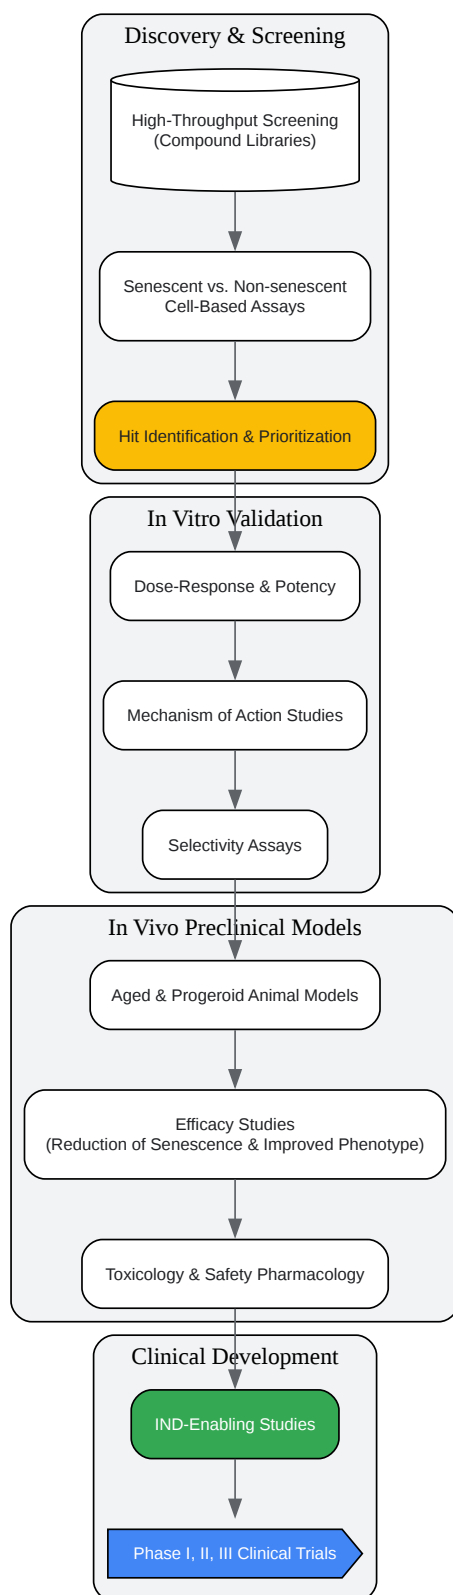 Discovery & Screening
High-Throughput Screening
(Compound Libraries)
Senescent vs. Non-senescent
Cell-Based Assays
Hit Identification & Prioritization
In Vitro Validation
Dose-Response & Potency
Mechanism of Action Studies
Selectivity Assays
In Vivo Preclinical Models
Aged & Progeroid Animal Models
Efficacy Studies
(Reduction of Senescence & Improved Phenotype)
Toxicology & Safety Pharmacology
Clinical Development
IND-Enabling Studies
Phase I, II, III Clinical Trials